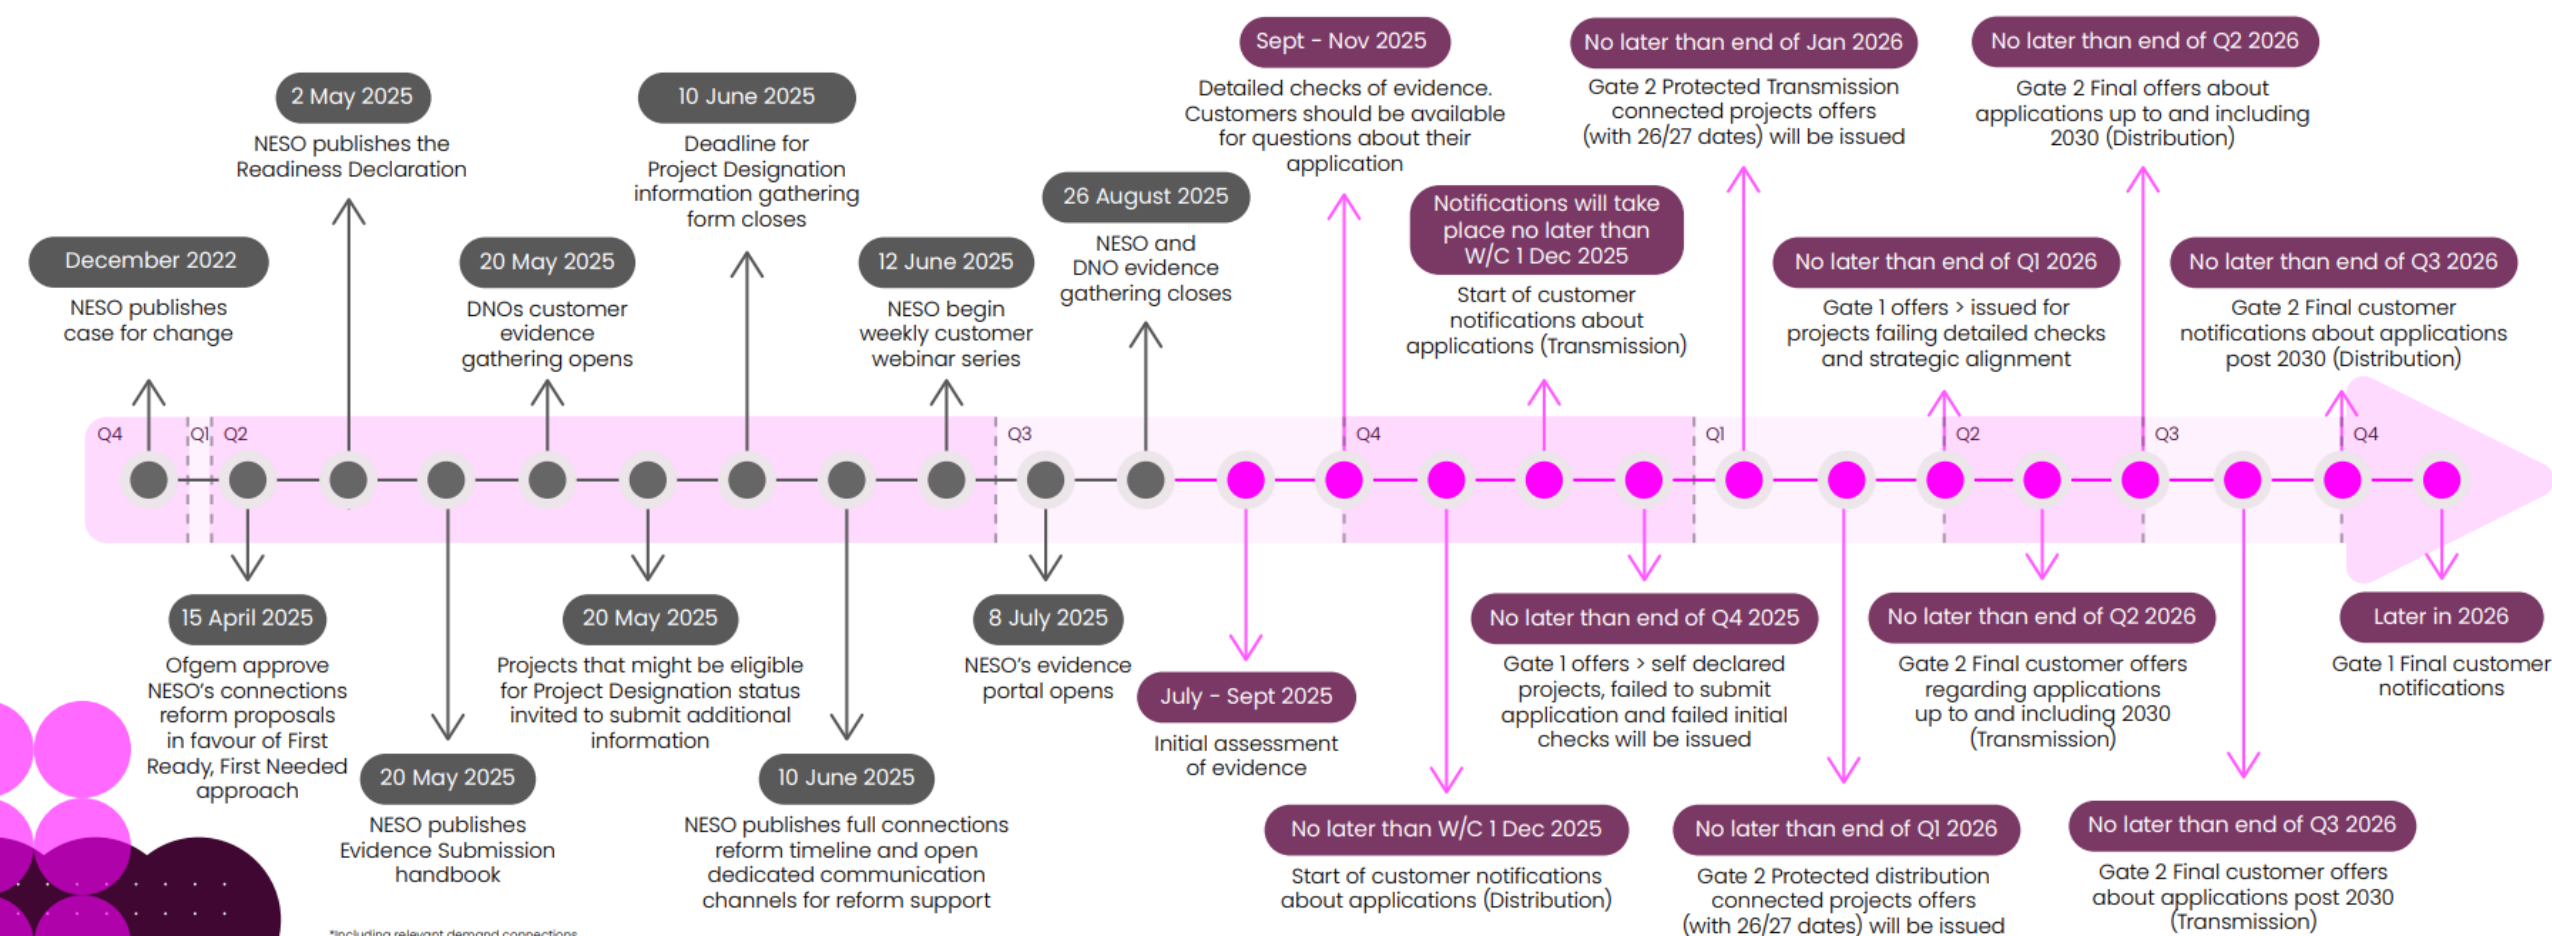 December 2022
NESO publishes
case for change
2 May 2025
NESO publishes the
Readiness Declaration
20 May 2025
DNOs customer
evidence
gathering opens
10 June 2025
Deadline for
Project Designation
information gathering
form closes
12 June 2025
NESO begin
weekly customer
webinar series
26 August 2025
NESO and
DNO evidence
gathering closes
Sept - Nov 2025
Detailed checks of evidence.
Customers should be available
for questions about their
application
Notifications will take
place no later than
W/C 1 Dec 2025
Start of customer
notifications about
applications (Transmission)
No later than end of Jan 2026
Gate 2 Protected Transmission
connected projects offers
(with 26/27 dates) will be issued
No later than end of Q1 2026
Gate 1 offers > issued for
projects failing detailed checks
and strategic alignment
No later than end of Q2 2026
Gate 2 Final offers about
applications up to and including
2030 (Distribution)
No later than end of Q3 2026
Gate 2 Final customer
notifications about applications
post 2030 (Distribution)
Q4
Q1
Q2
Q3
Q4
Q1
Q2
Q3
Q4
15 April 2025
Ofgem approve
NESO's connections
reform proposals
in favour of First
Ready, First Needed
approach
20 May 2025
NESO publishes
Evidence Submission
handbook
20 May 2025
Projects that might be eligible
for Project Designation status
invited to submit additional
information
10 June 2025
NESO publishes full connections
reform timeline and open
dedicated communication
channels for reform support
8 July 2025
NESO's evidence
portal opens
July - Sept 2025
Initial assessment
of evidence
No later than W/C 1 Dec 2025
Start of customer notifications
about applications (Distribution)
No later than end of Q4 2025
Gate 1 offers > self declared
projects, failed to submit
application and failed initial
checks will be issued
No later than end of Q1 2026
Gate 2 Protected distribution
connected projects offers
(with 26/27 dates) will be issued
No later than end of Q2 2026
Gate 2 Final customer offers
regarding applications
up to and including 2030
(Transmission)
No later than end of Q3 2026
Gate 2 Final customer offers
about applications post 2030
(Transmission)
Later in 2026
Gate 1 Final customer
notifications
*Including relevant demand connections